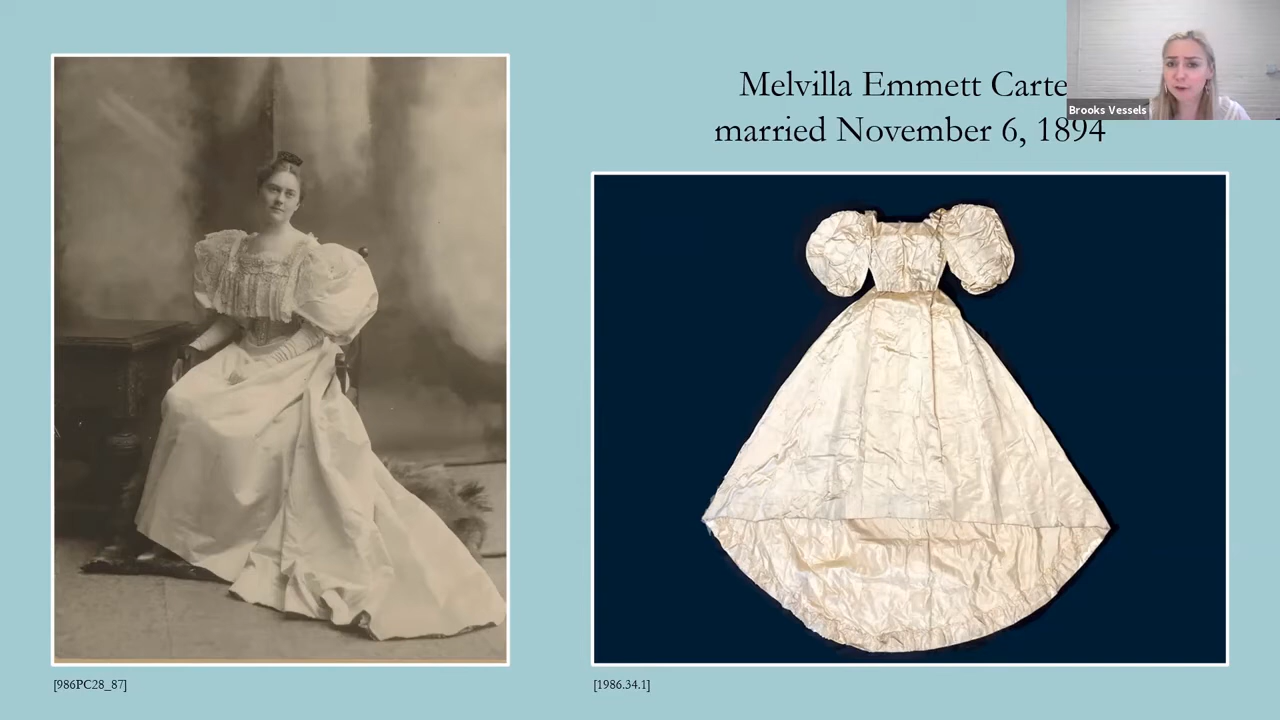 Melvilla Emmett Carte
married November 6, 1894
Brooks Vessels
[986PC28_87]
[1986.34.1]